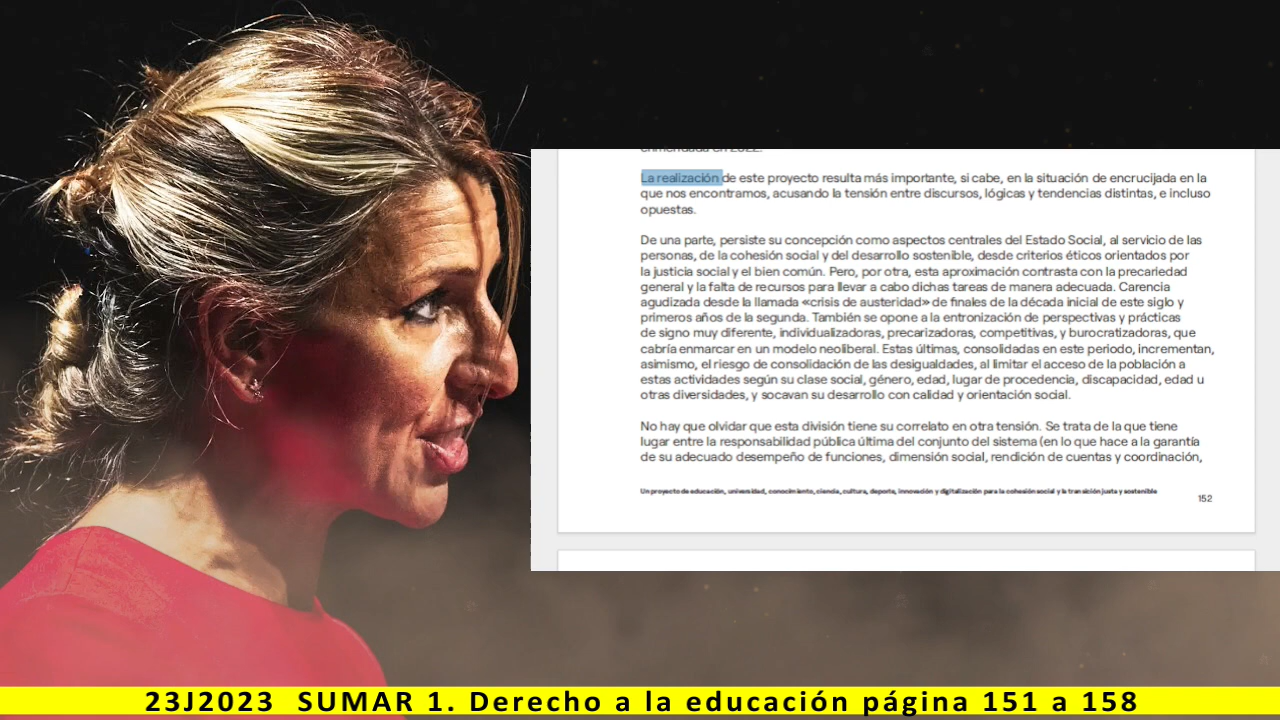 enmendada en 2022.
La realización de este proyecto resulta más importante, si cabe, en la situación de encrucijada en la
que nos encontramos, acusando la tensión entre discursos, lógicas y tendencias distintas, e incluso
opuestas.
De una parte, persiste su concepción como aspectos centrales del Estado Social, al servicio de las
personas, de la cohesión social y del desarrollo sostenible, desde criterios éticos orientados por
la justicia social y el bien común. Pero, por otra, esta aproximación contrasta con la precariedad
general y la falta de recursos para llevar a cabo dichas tareas de manera adecuada. Carencia
agudizada desde la llamada «crisis de austeridad» de finales de la década inicial de este siglo y
primeros años de la segunda. También se opone a la entronización de perspectivas y prácticas
de signo muy diferente, individualizadoras, precarizadoras, competitivas, y burocratizadoras, que
cabría enmarcar en un modelo neoliberal. Estas últimas, consolidadas en este periodo, incrementan,
asimismo, el riesgo de consolidación de las desigualdades, al limitar el acceso de la población a
estas actividades según su clase social, género, edad, lugar de procedencia, discapacidad, edad u
otras diversidades, y socavan su desarrollo con calidad y orientación social.
No hay que olvidar que esta división tiene su correlato en otra tensión. Se trata de la que tiene
lugar entre la responsabilidad pública última del conjunto del sistema (en lo que hace a la garantía
de su adecuado desempeño de funciones, dimensión social, rendición de cuentas y coordinación,
Un proyecto de educación, universidad, conocimiento, ciencia, cultura, deporte, innovación y digitalización para la cohesión social y la transición justa y sostenible
152
23J2023 SUMAR 1. Derecho a la educación página 151 a 158